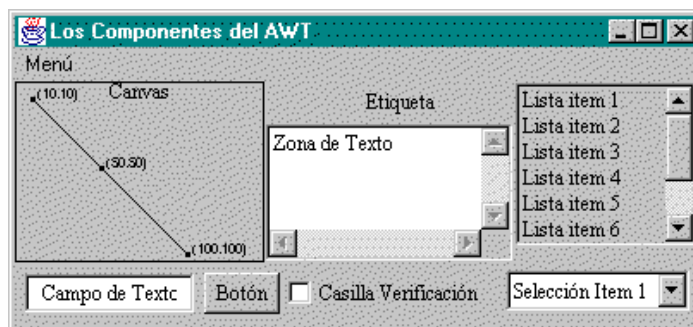 Los Componentes del AWT
Menú
Canvas
(10.10)
(50.50)
(100.100)
Etiqueta
Zona de Texto
Lista item 1
Lista item 2
Lista item 3
Lista item 4
Lista item 5
Lista item 6
Campo de Texto
Botón
Casilla Verificación
Selección Item 1